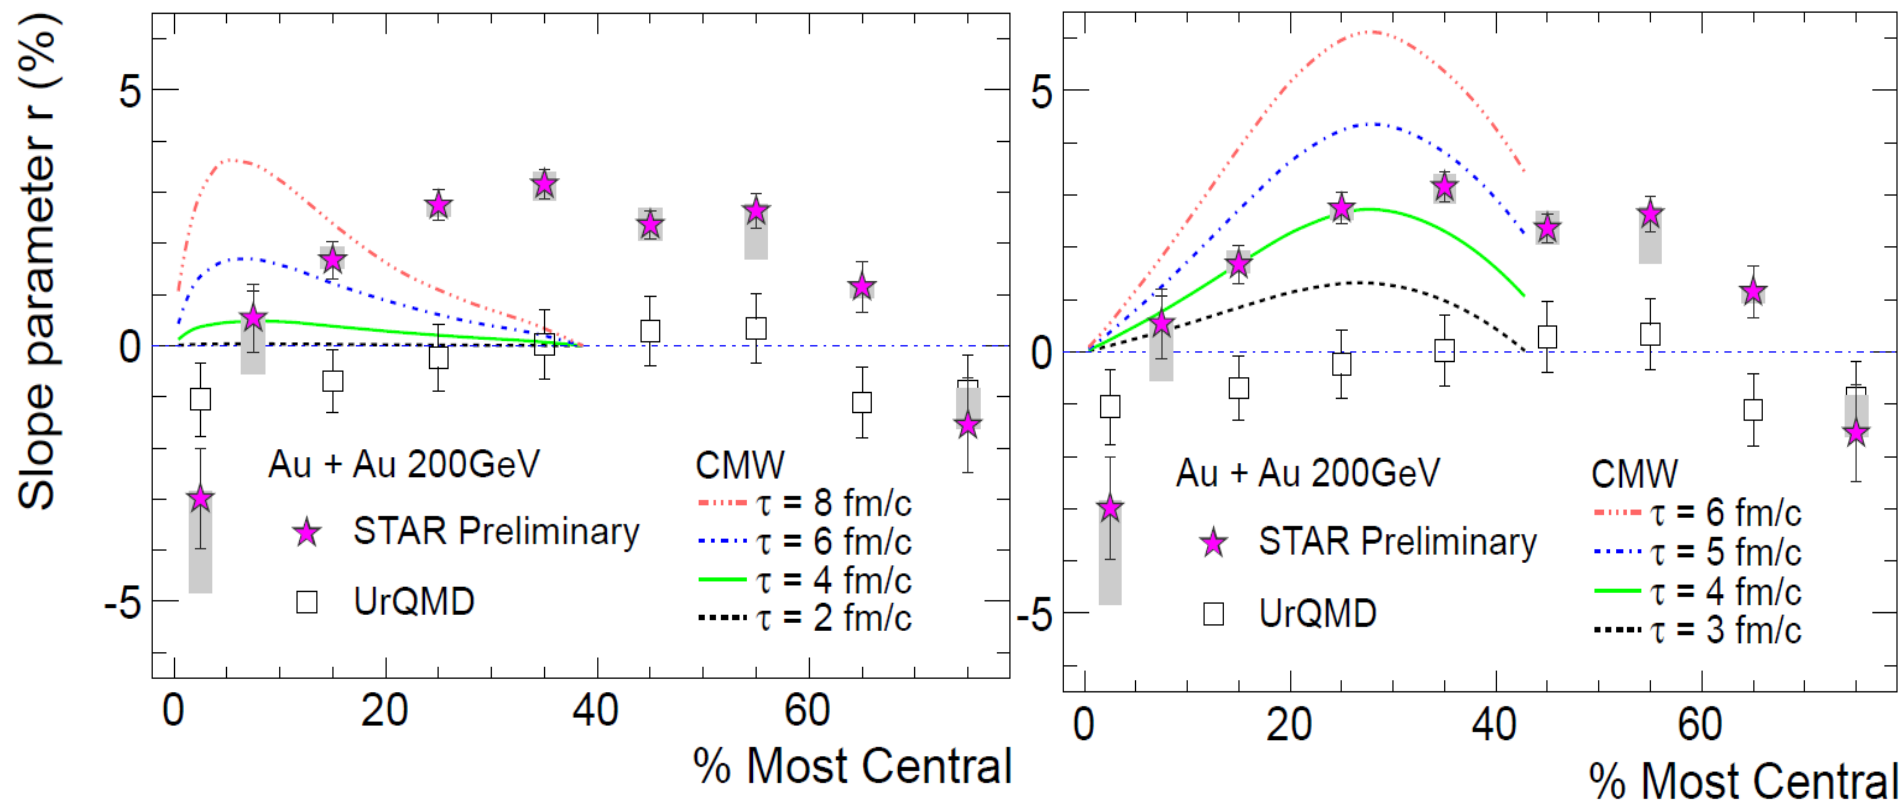 Slope parameter r (%)
5
0
-5
Au + Au 200GeV
STAR Preliminary
UrQMD
CMW
τ = 8 fm/c
τ = 6 fm/c
τ = 4 fm/c
τ = 2 fm/c
0 20 40 60
% Most Central
5
0
-5
Au + Au 200GeV
STAR Preliminary
UrQMD
CMW
τ = 6 fm/c
τ = 5 fm/c
τ = 4 fm/c
τ = 3 fm/c
0 20 40 60
% Most Central